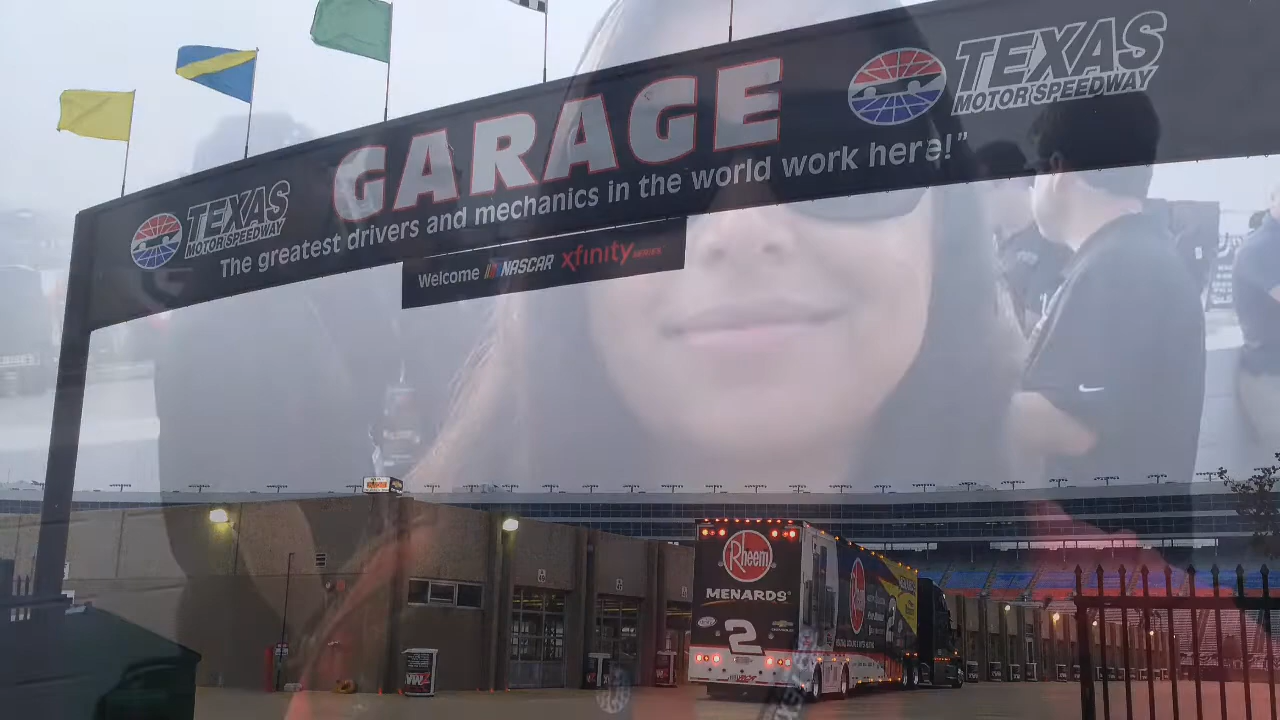 GARAGE
TEXAS
MOTOR SPEEDWAY
TEXAS
MOTOR SPEEDWAY
The greatest drivers and mechanics in the world work here!”
Welcome NASCAR xfinity SERIES
Rheem
MENARDS
2